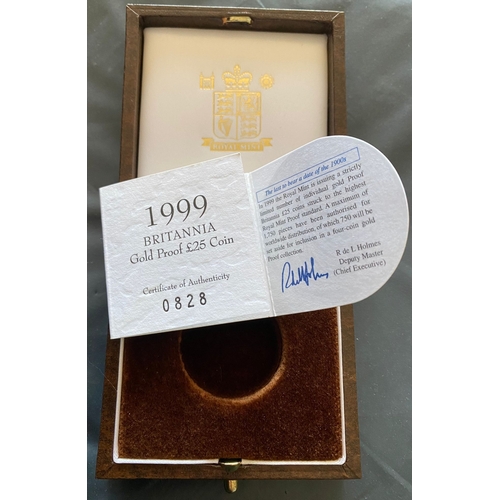 ROYAL MINT
1999
BRITANNIA
Gold Proof £25 Coin
Certificate of Authenticity
0828
The last to bear a date of the 1900s
In 1999 the Royal Mint is issuing a strictly
limited number of individual gold Proof
Britannia £25 coins struck to the highest
Royal Mint Proof standard. A maximum of
1,750 pieces have been authorised for
worldwide distribution, of which 750 will be
set aside for inclusion in a four-coin gold
Proof collection.
R de L Holmes
Deputy Master
(Chief Executive)